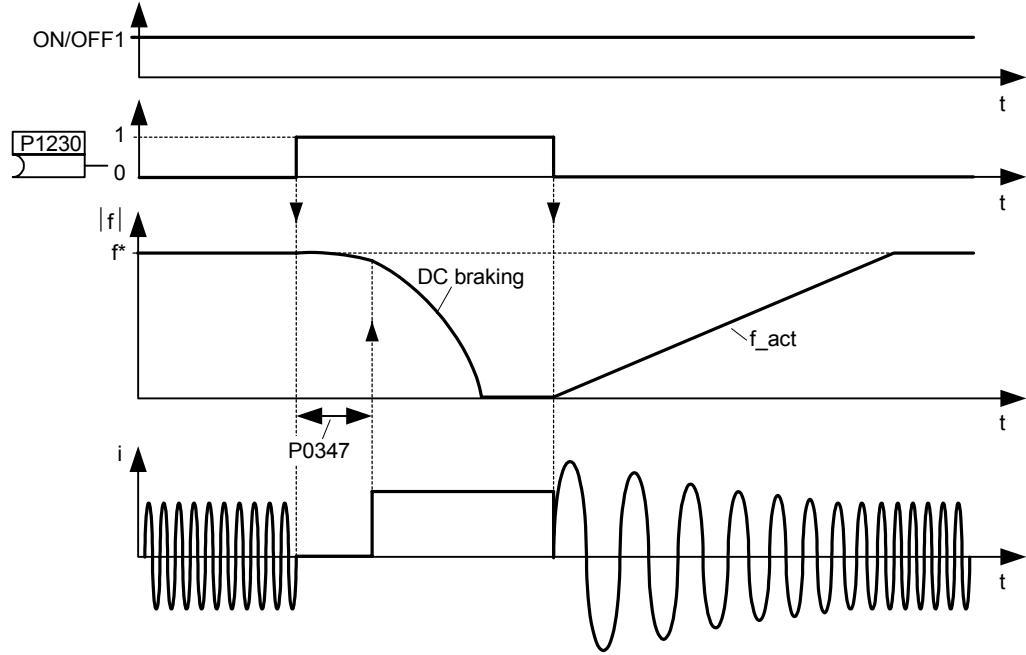 ON/OFF1
t
P1230
1
0
t
|f|
f*
DC braking
f_act
t
P0347
i
t